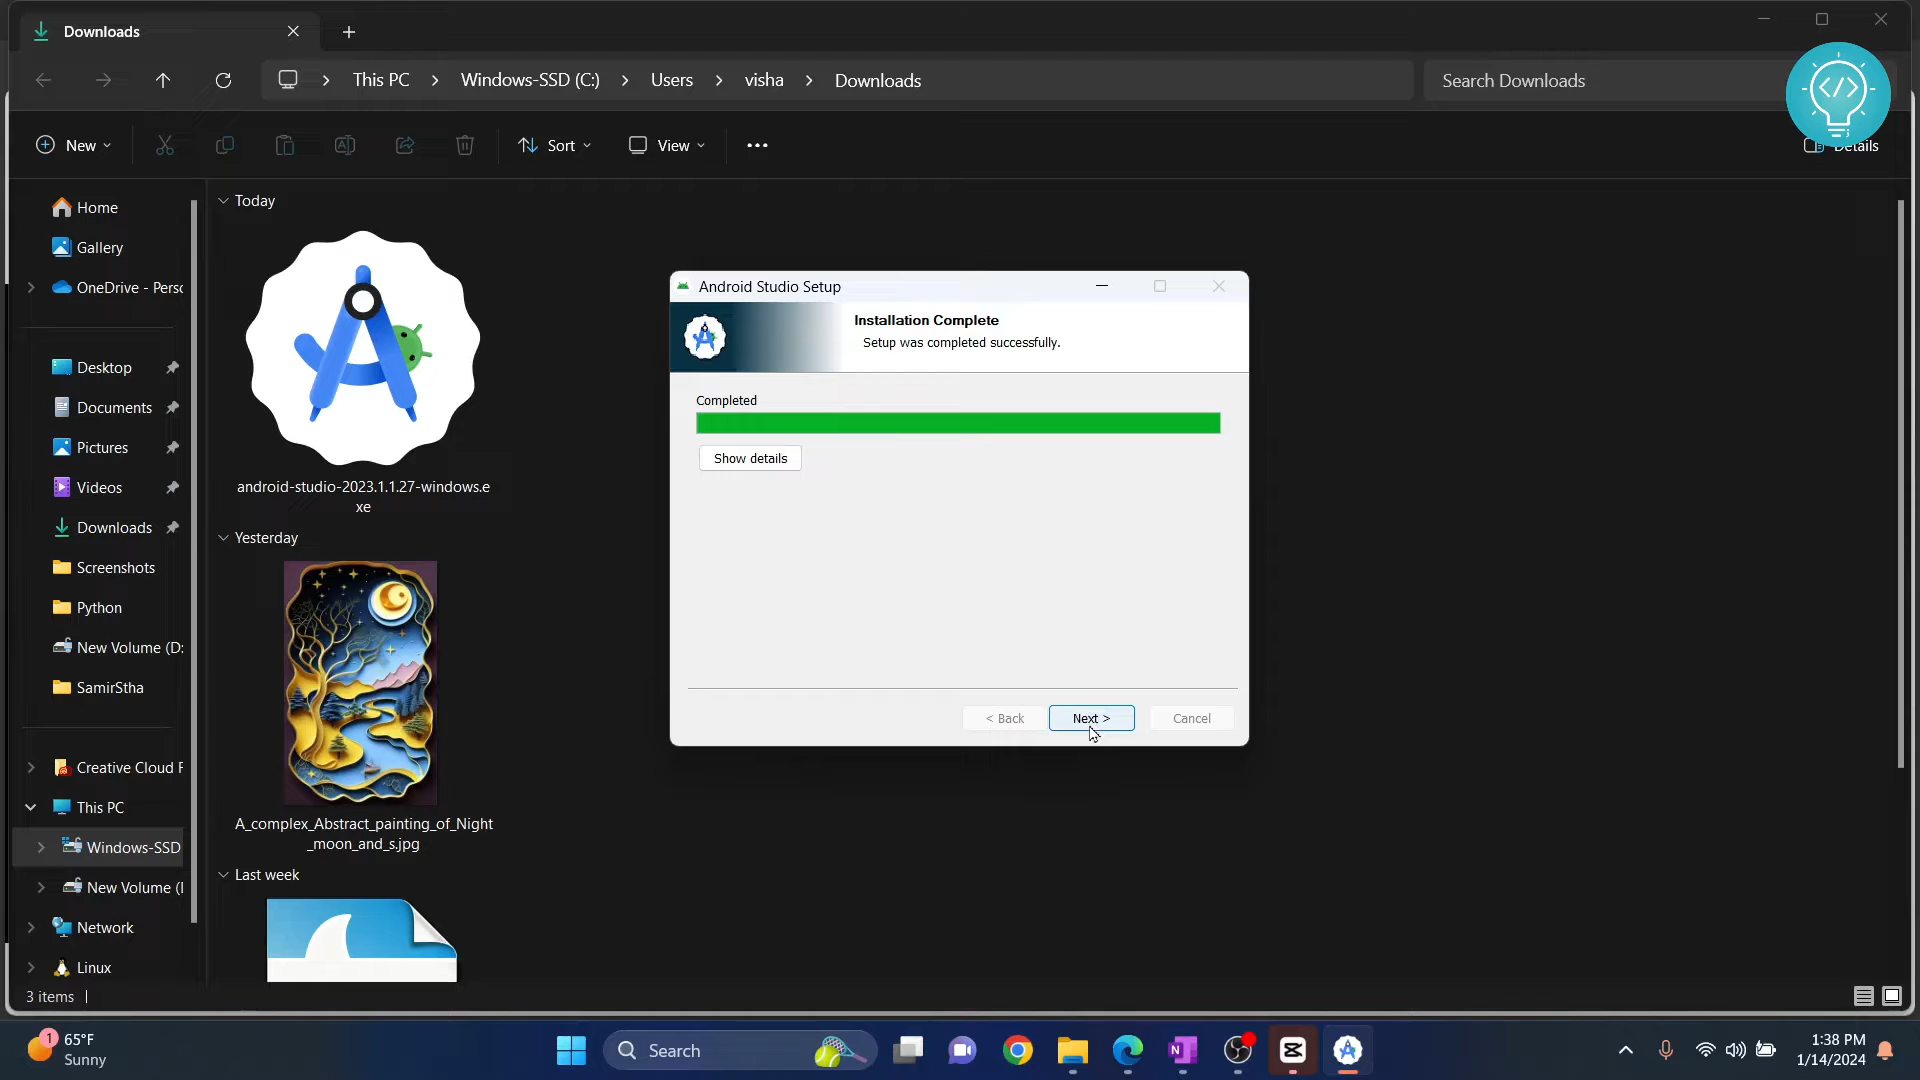 Downloads
This PC
Windows-SSD (C:)
Users
visha
Downloads
Search Downloads
New
Sort
View
Details
Home
Gallery
OneDrive - Perso
Desktop
Documents
Pictures
Videos
Downloads
Screenshots
Python
New Volume (D:
SamirStha
Creative Cloud F
This PC
Windows-SSD
New Volume (I
Network
Linux
3 items
Today
android-studio-2023.1.1.27-windows.e
xe
Yesterday
A_complex_Abstract_painting_of_Night
_moon_and_s.jpg
Last week
Android Studio Setup
Installation Complete
Setup was completed successfully.
Completed
Show details
< Back
Next >
Cancel
1
65°F
Sunny
Search
N
1:38 PM
1/14/2024